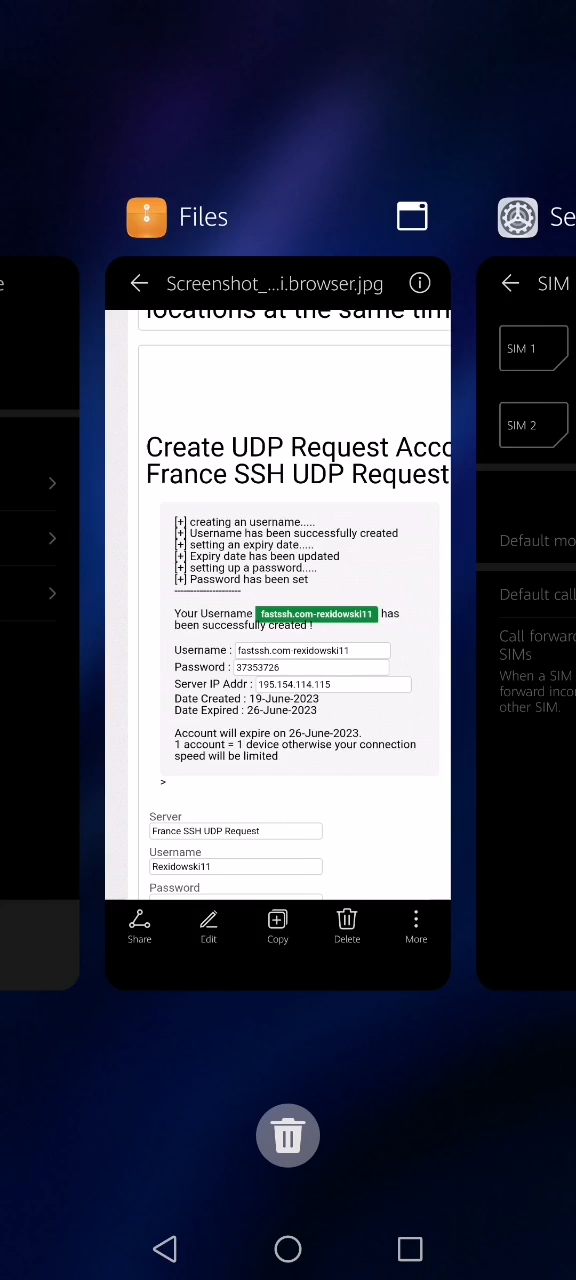 Files
Se
e
Screenshot_...i.browser.jpg
SIM
locations at the same tim
SIM 1
SIM 2
Create UDP Request Acco
France SSH UDP Request
[+] creating an username.....
[+] Username has been successfully created
[+] setting an expiry date.....
[+] Expiry date has been updated
[+] setting up a password.....
[+] Password has been set
----------------------
Your Username fastssh.com-rexidowski11 has
been successfully created !
Username : fastssh.com-rexidowski11
Password : 37353726
Server IP Addr : 195.154.114.115
Date Created : 19-June-2023
Date Expired : 26-June-2023
Account will expire on 26-June-2023.
1 account = 1 device otherwise your connection
speed will be limited
>
Server
France SSH UDP Request
Username
Rexidowski11
Password
Default mo
Default call
Call forward
SIMs
When a SIM
forward incor
other SIM.
Share
Edit
Copy
Delete
More